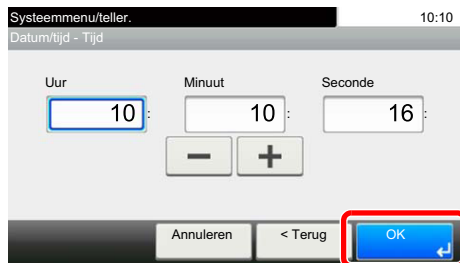 Systeemmenu/teller. 10:10
Datum/tijd - Tijd
Uur Minuut Seconde
10 : 10 : 16 :
− +
Annuleren < Terug OK